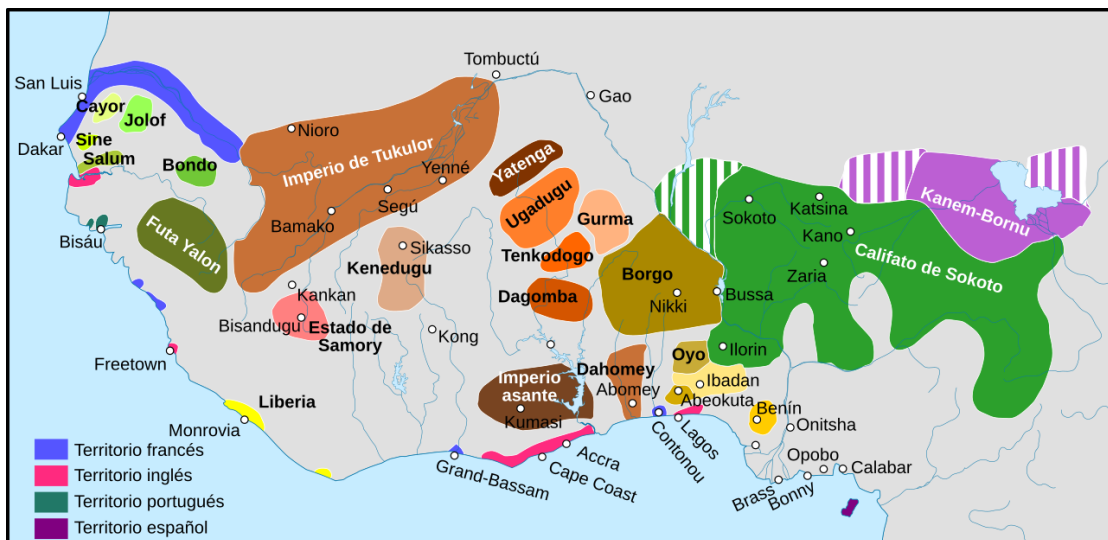 Tombuctú
San Luis
Cayor
Jolof
Gao
Nioro
Dakar
Sine
Salum
Bondo
Imperio de Tukulor
Yenné
Segú
Bamako
Yatenga
Ugadugu
Gurma
Tenkodogo
Dagomba
Sokoto
Katsina
Kano
Zaria
Kanem-Bornu
Califato de Sokoto
Bisáu
Futa Yalon
Sikasso
Kenedugu
Borgo
Nikki
Bussa
Kankan
Bisandugu
Estado de
Samory
Kong
Freetown
Ilorin
Oyo
Dahomey
Abomey
Ibadan
Abeokuta
Imperio
asante
Kumasi
Liberia
Monrovia
Benín
Onitsha
Lagos
Contonou
Accra
Cape Coast
Grand-Bassam
Opobo
Calabar
Brass
Bonny
Territorio francés
Territorio inglés
Territorio portugués
Territorio español